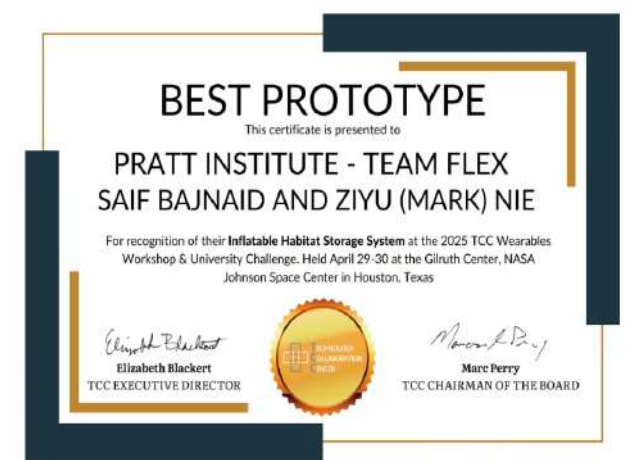 BEST PROTOTYPE
This certificate is presented to
PRATT INSTITUTE - TEAM FLEX
SAIF BAJNAID AND ZIYU (MARK) NIE
For recognition of their Inflatable Habitat Storage System at the 2025 TCC Wearables
Workshop & University Challenge. Held April 29-30 at the Gilruth Center, NASA
Johnson Space Center in Houston, Texas
Elizabeth Blackert
TCC EXECUTIVE DIRECTOR
TECHNOLOGY
COLLABORATION
CENTER
Marc Perry
TCC CHAIRMAN OF THE BOARD